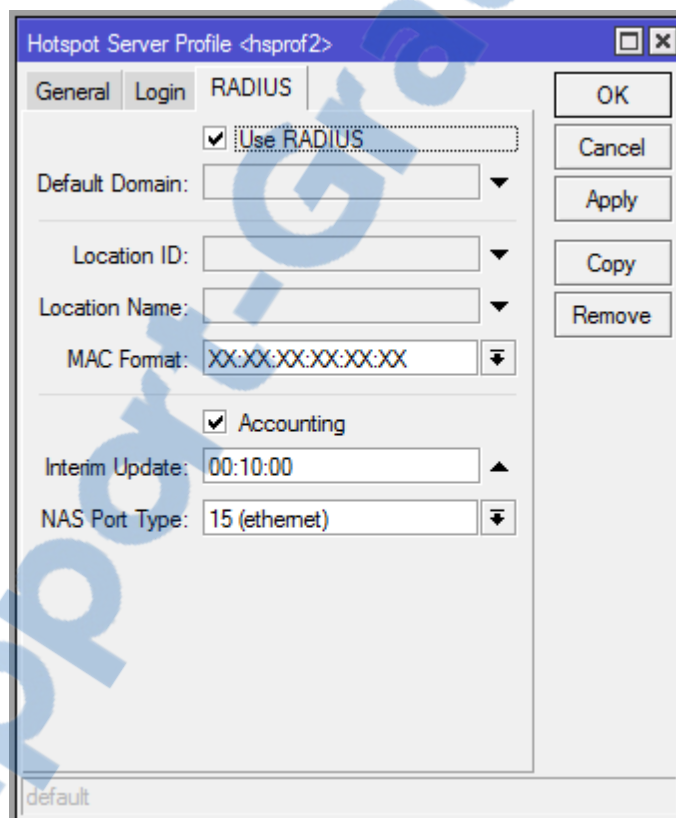 Hotspot Server Profile <hsprof2>
General Login RADIUS
OK
Use RADIUS
Cancel
Default Domain:
Apply
Location ID:
Copy
Location Name:
Remove
MAC Format: XX:XX:XX:XX:XX:XX
Accounting
Interim Update: 00:10:00
NAS Port Type: 15 (ethernet)
default